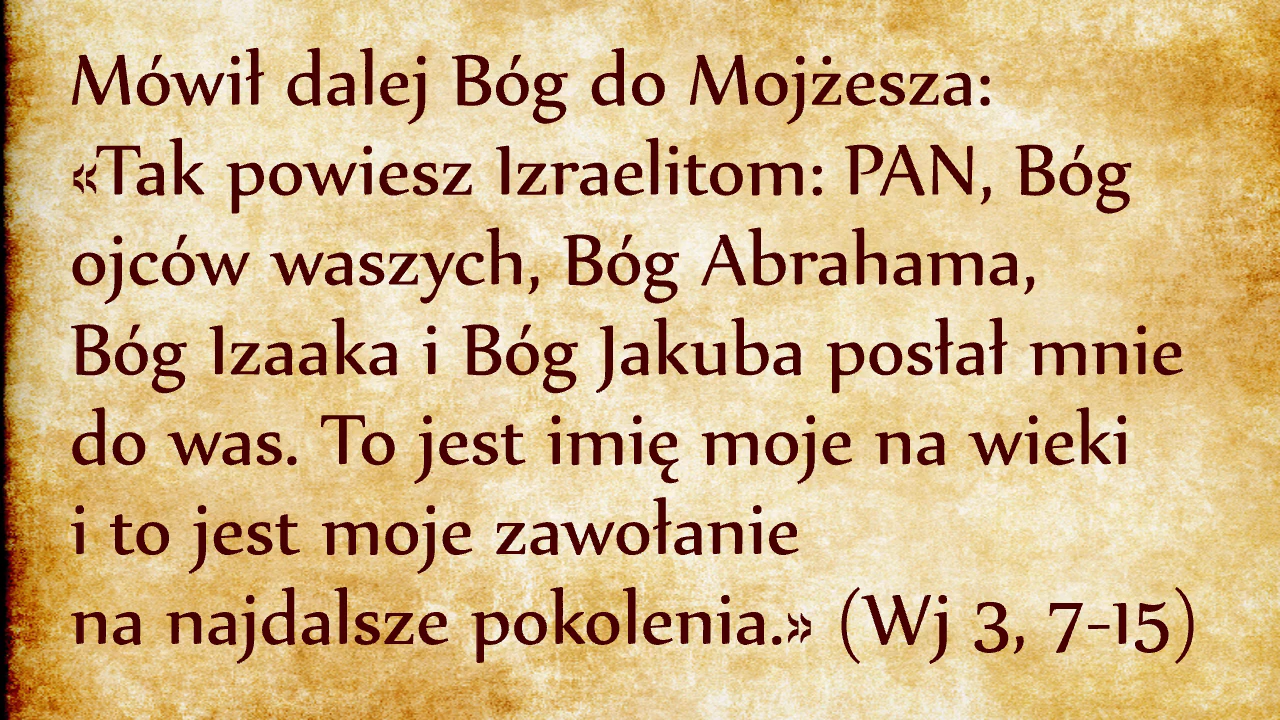 Mówił dalej Bóg do Mojżesza:
«Tak powiesz Izraelitom: PAN, Bóg
ojców waszych, Bóg Abrahama,
Bóg Izaaka i Bóg Jakuba posłał mnie
do was. To jest imię moje na wieki
i to jest moje zawołanie
na najdalsze pokolenia.» (Wj 3, 7-15)